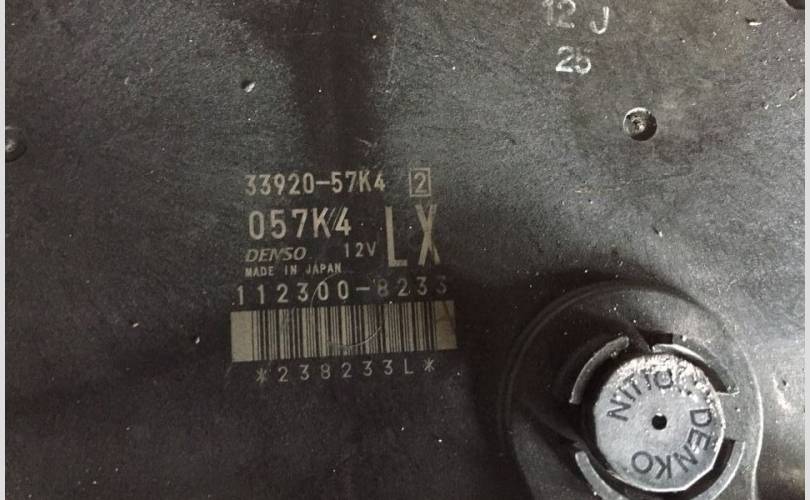 12 J
25
33920-57K4 2
057K4 LX
DENSO 12V
MADE IN JAPAN
112300-8233
*238233L*
NITTO DENKO